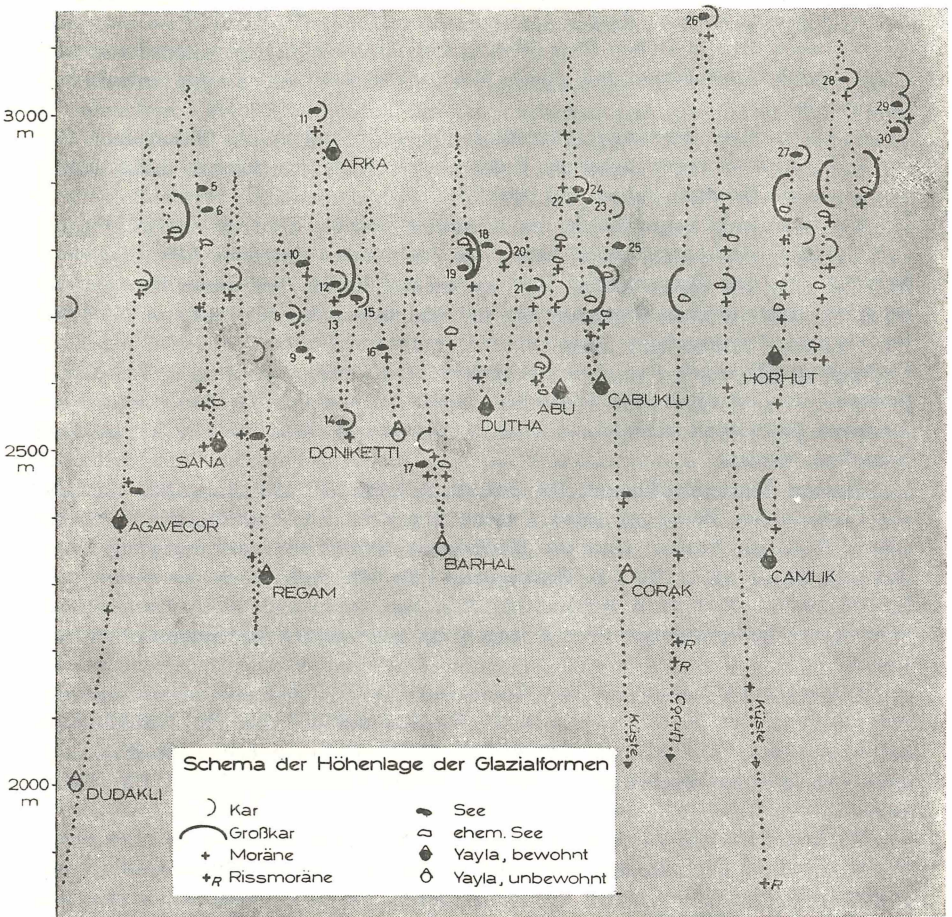 26
3000
m
11
28
29
30
ARKA
27
5
6
24
22
23
18
20
25
10
19
12
21
15
8
13
16
9
HORHUT
ABU
CABUKLU
DUTHA
14
7
DONIKETTI
SANA
2500
17
AGAVECOR
BARHAL
CAMLIK
REGAM
CORAK
R
R
Küste
Coruh
Küste
Schema der Höhenlage der Glazialformen
2000
m
DUDAKLI
Kar
See
Großkar
ehem. See
Moräne
Yayla, bewohnt
R Rissmoräne
Yayla, unbewohnt
R